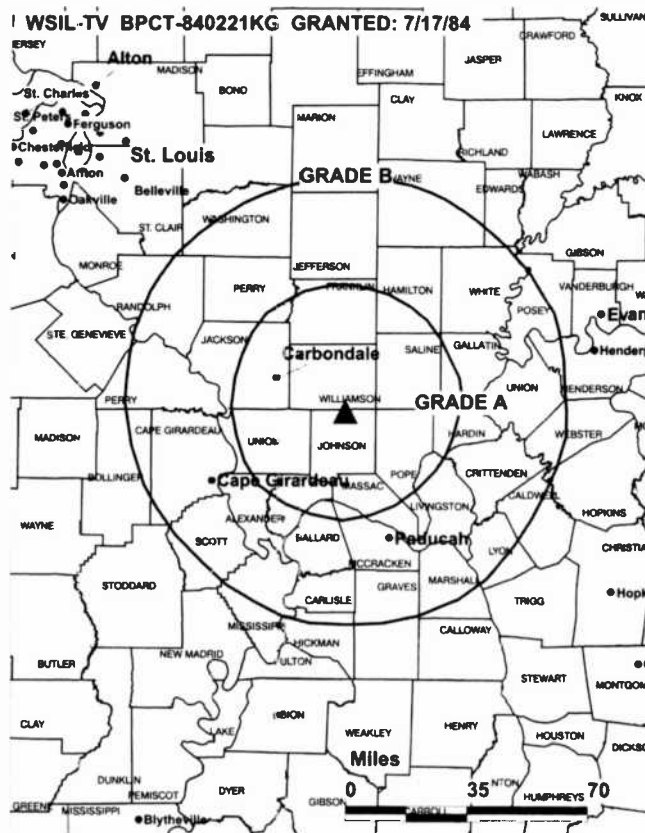 WSIL-TV BPCT-840221KG GRANTED: 7/17/84
SULLIVAN
CRAWFORD
JERSEY
Alton
MADISON
EFFINGHAM
JASPER
St. Charles
BOND
CLAY
KNOX
St. Peters
Ferguson
MARION
LAWRENCE
Chesterfield
St. Louis
RICHLAND
Affton
GRADE B
WAYNE
WABASH
EDWARDS
Belleville
Oakville
ST. CLAIR
WASHINGTON
GIBSON
MONROE
JEFFERSON
PERRY
FRANKLIN
HAMILTON
WHITE
VANDERBURGH
RANDOLPH
POSEY
Evan
STE. GENEVIEVE
JACKSON
GALLATIN
SALINE
Henders
Carbondale
UNION
HENDERSON
PERRY
WILLIAMSON
GRADE A
MADISON
CAPE GIRARDEAU
UNION
JOHNSON
HARDIN
WEBSTER
BOLLINGER
Cape Girardeau
MASSAC
POPE
CRITTENDEN
CALDWELL
WAYNE
ALEXANDER
LIVINGSTON
HOPKINS
SCOTT
BALLARD
Paducah
LYON
CHRISTIA
STODDARD
MCCRACKEN
GRAVES
MARSHALL
CARLISLE
TRIGG
Hopk
MISSISSIPPI
CALLOWAY
HICKMAN
NEW MADRID
FULTON
BUTLER
STEWART
MONTGOM
CLAY
LAKE
OBION
WEAKLEY
HENRY
HOUSTON
DICKSO
Miles
DUNKLIN
PEMISCOT
DYER
0 35 70
GIBSON
HUMPHREYS
GREENE
MISSISSIPPI
CARROLL
Blytheville